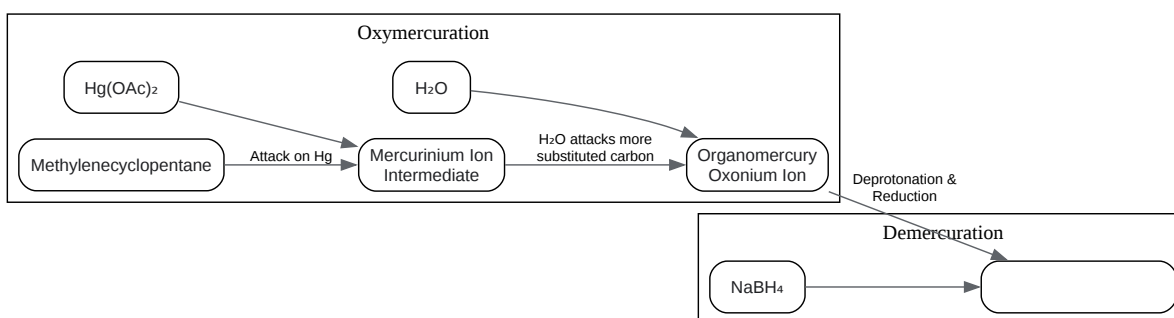 Oxymercuration
Hg(OAc)₂
H₂O
Methylenecyclopentane
Attack on Hg
Mercurinium Ion
Intermediate
H₂O attacks more
substituted carbon
Organomercury
Oxonium Ion
Deprotonation &
Reduction
Demercuration
NaBH₄